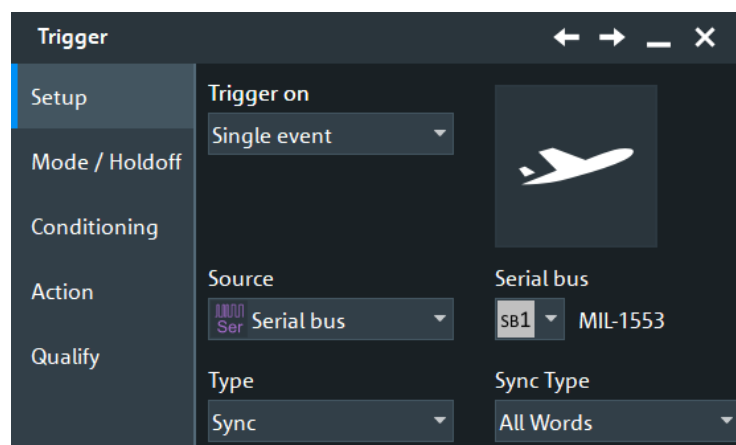 Trigger
Setup
Mode / Holdoff
Conditioning
Action
Qualify
Trigger on
Single event
Source
Ser Serial bus
Serial bus
SB1 MIL-1553
Type
Sync
Sync Type
All Words